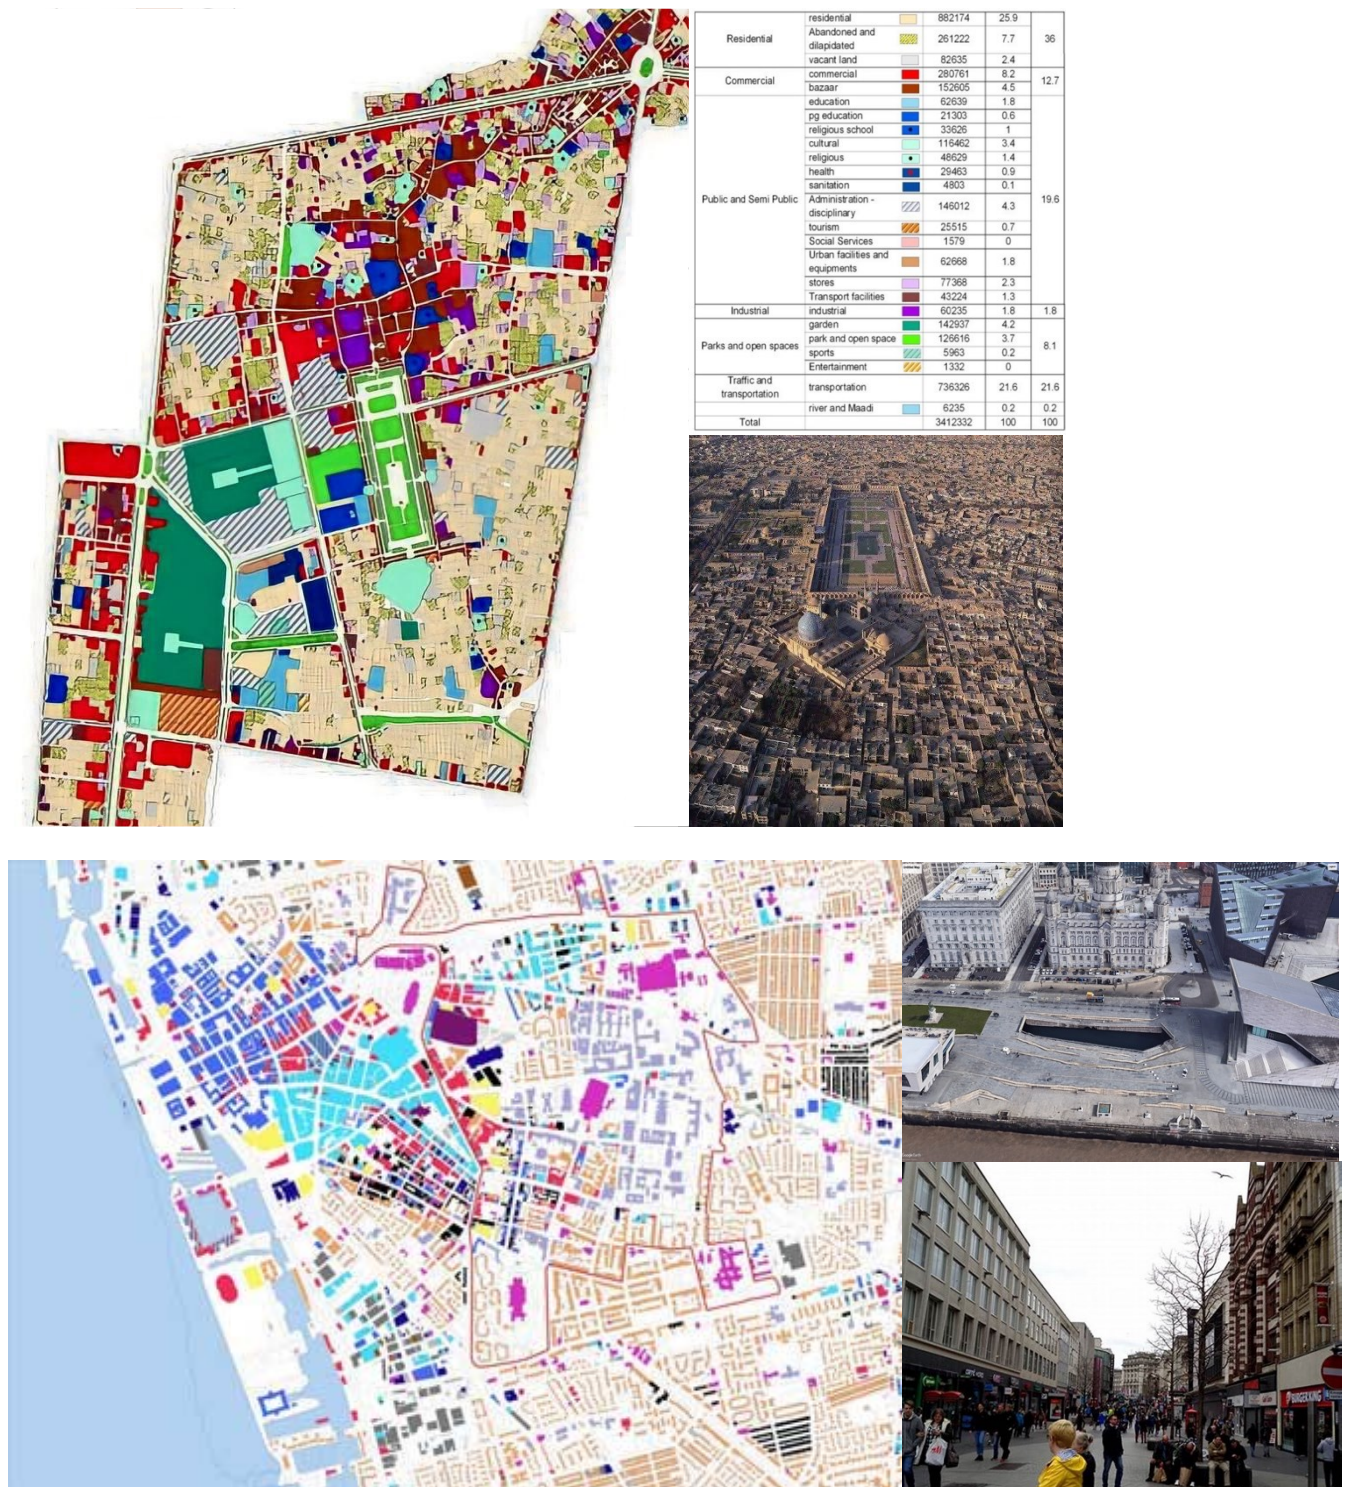 residential 882174 25.9
Residential Abandoned and dilapidated 261222 7.7 36
vacant land 82635 2.4
Commercial commercial 280761 8.2 12.7
bazaar 152605 4.5
education 62639 1.8
pg education 21303 0.6
religious school 33626 1
cultural 116462 3.4
religious 48629 1.4
health 29463 0.9
sanitation 4803 0.1
Public and Semi Public Administration - disciplinary 146012 4.3 19.6
tourism 25515 0.7
Social Services 1579 0
Urban facilities and equipments 62668 1.8
stores 77368 2.3
Transport facilities 43224 1.3
Industrial industrial 60235 1.8 1.8
garden 142937 4.2
Parks and open spaces park and open space 126616 3.7 8.1
sports 5963 0.2
Entertainment 1332 0
Traffic and transportation transportation 736326 21.6 21.6
river and Maadi 6235 0.2 0.2
Total 3412332 100 100
BURGER KING